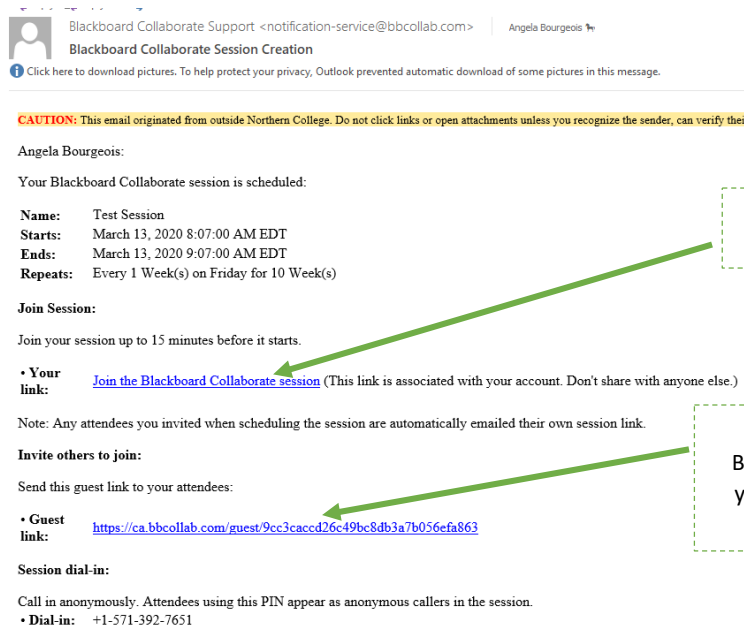 Blackboard Collaborate Support <notification-service@bbcollab.com> Angela Bourgeois
Blackboard Collaborate Session Creation
Click here to download pictures. To help protect your privacy, Outlook prevented automatic download of some pictures in this message.
CAUTION: This email originated from outside Northern College. Do not click links or open attachments unless you recognize the sender, can verify thei
Angela Bourgeois:
Your Blackboard Collaborate session is scheduled:
Name: Test Session
Starts: March 13, 2020 8:07:00 AM EDT
Ends: March 13, 2020 9:07:00 AM EDT
Repeats: Every 1 Week(s) on Friday for 10 Week(s)
Join Session:
Join your session up to 15 minutes before it starts.
• Your link: Join the Blackboard Collaborate session (This link is associated with your account. Don't share with anyone else.)
Note: Any attendees you invited when scheduling the session are automatically emailed their own session link.
Invite others to join:
B
Send this guest link to your attendees:
y
• Guest link: https://ca.bbcollab.com/guest/9cc3caccd26c49bc8db3a7b056efa863
Session dial-in:
Call in anonymously. Attendees using this PIN appear as anonymous callers in the session.
• Dial-in: +1-571-392-7651